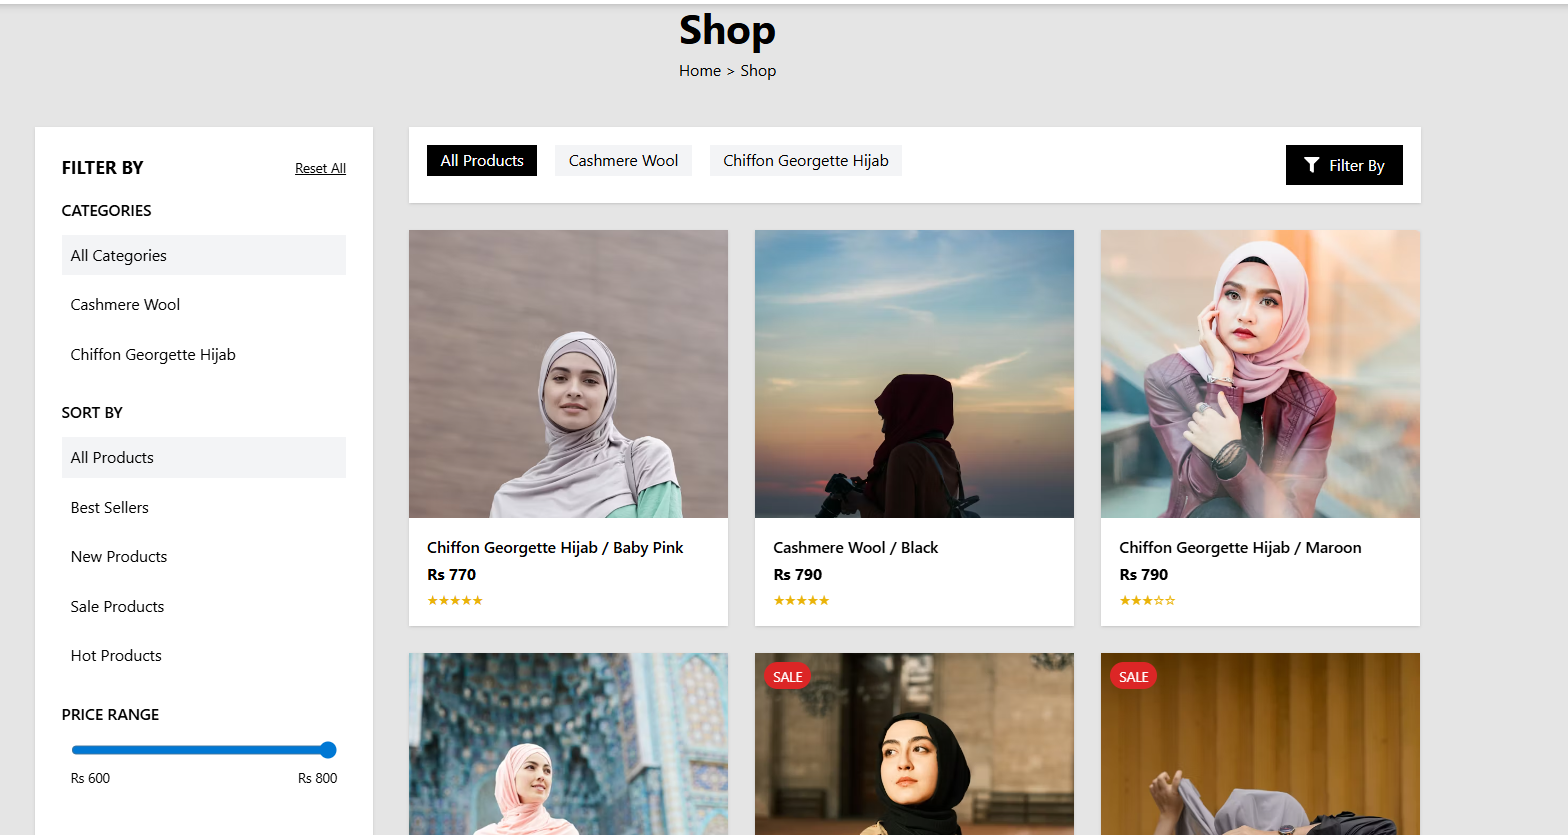 Shop
Home > Shop
FILTER BY
Reset All
CATEGORIES
All Categories
Cashmere Wool
Chiffon Georgette Hijab
SORT BY
All Products
Best Sellers
New Products
Sale Products
Hot Products
PRICE RANGE
Rs 600 Rs 800
All Products Cashmere Wool Chiffon Georgette Hijab
Filter By
Chiffon Georgette Hijab / Baby Pink
Rs 770
★★★★★
Cashmere Wool / Black
Rs 790
★★★★★
Chiffon Georgette Hijab / Maroon
Rs 790
★★★☆☆
SALE
SALE